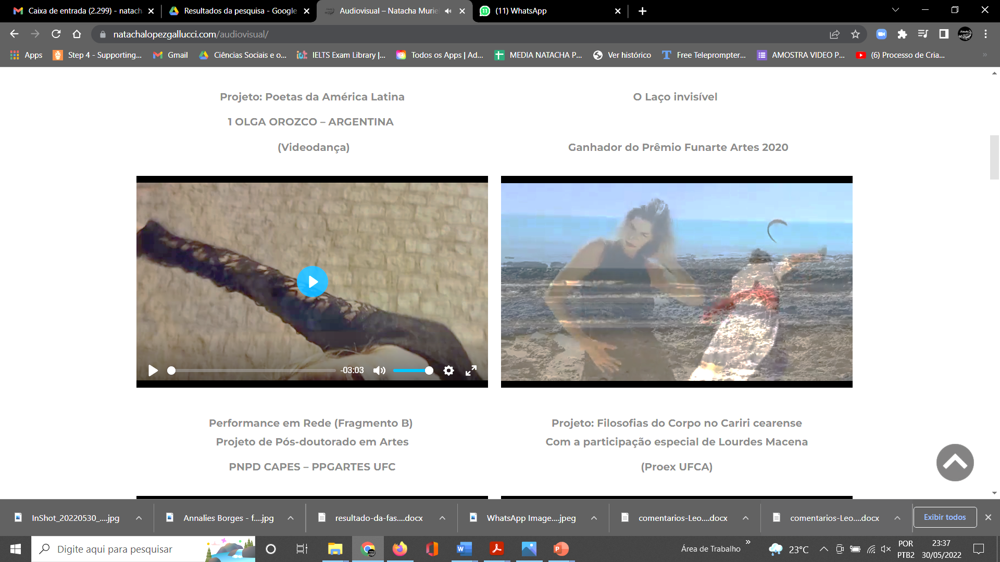 Caixa de entrada (2.299) - natach
Resultados da pesquisa - Google
Audiovisual – Natacha Murie
(11) WhatsApp
natachalopezgallucci.com/audiovisual/
Apps
Step 4 - Supporting...
Gmail
Ciências Sociais e o...
IELTS Exam Library |...
Todos os Apps | Ad...
MEDIA NATACHA P...
Ver histórico
Free Teleprompter...
AMOSTRA VIDEO P...
(6) Processo de Cria...
Projeto: Poetas da América Latina
1 OLGA OROZCO – ARGENTINA
(Videodança)
O Laço invisível
Ganhador do Prêmio Funarte Artes 2020
-03:03
Performance em Rede (Fragmento B)
Projeto de Pós-doutorado em Artes
PNPD CAPES – PPGARTES UFC
Projeto: Filosofias do Corpo no Cariri cearense
Com a participação especial de Lourdes Macena
(Proex UFCA)
InShot_20220530_....jpg
Annalies Borges - f....jpg
resultado-da-fas....docx
WhatsApp Image....jpeg
comentarios-Leo....docx
comentarios-Leo....docx
Exibir todos
Digite aqui para pesquisar
Área de Trabalho
23°C
POR
PTB2
23:37
30/05/2022